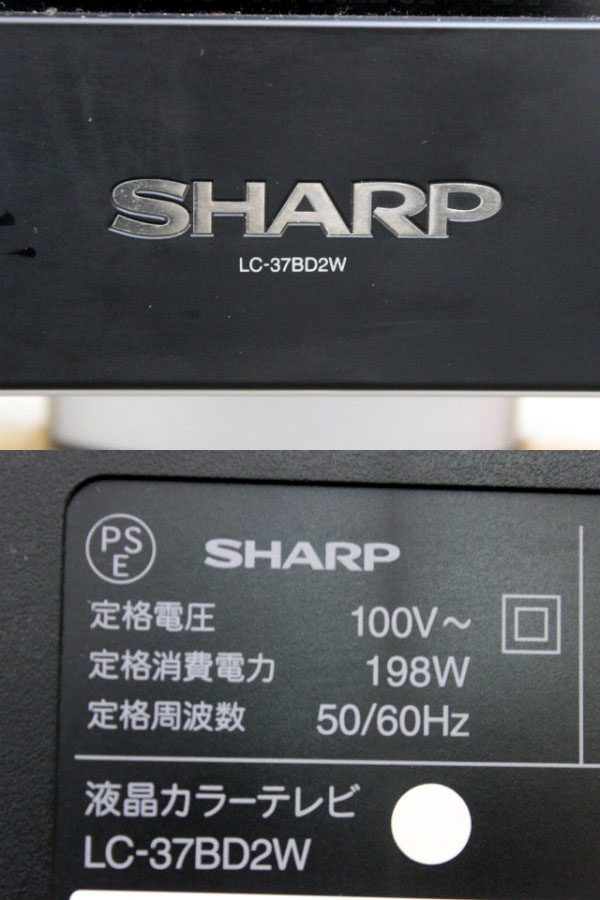 SHARP
LC-37BD2W
PS
E
SHARP
定格電圧 100V~
定格消費電力 198W
定格周波数 50/60Hz
液晶カラーテレビ
LC-37BD2W